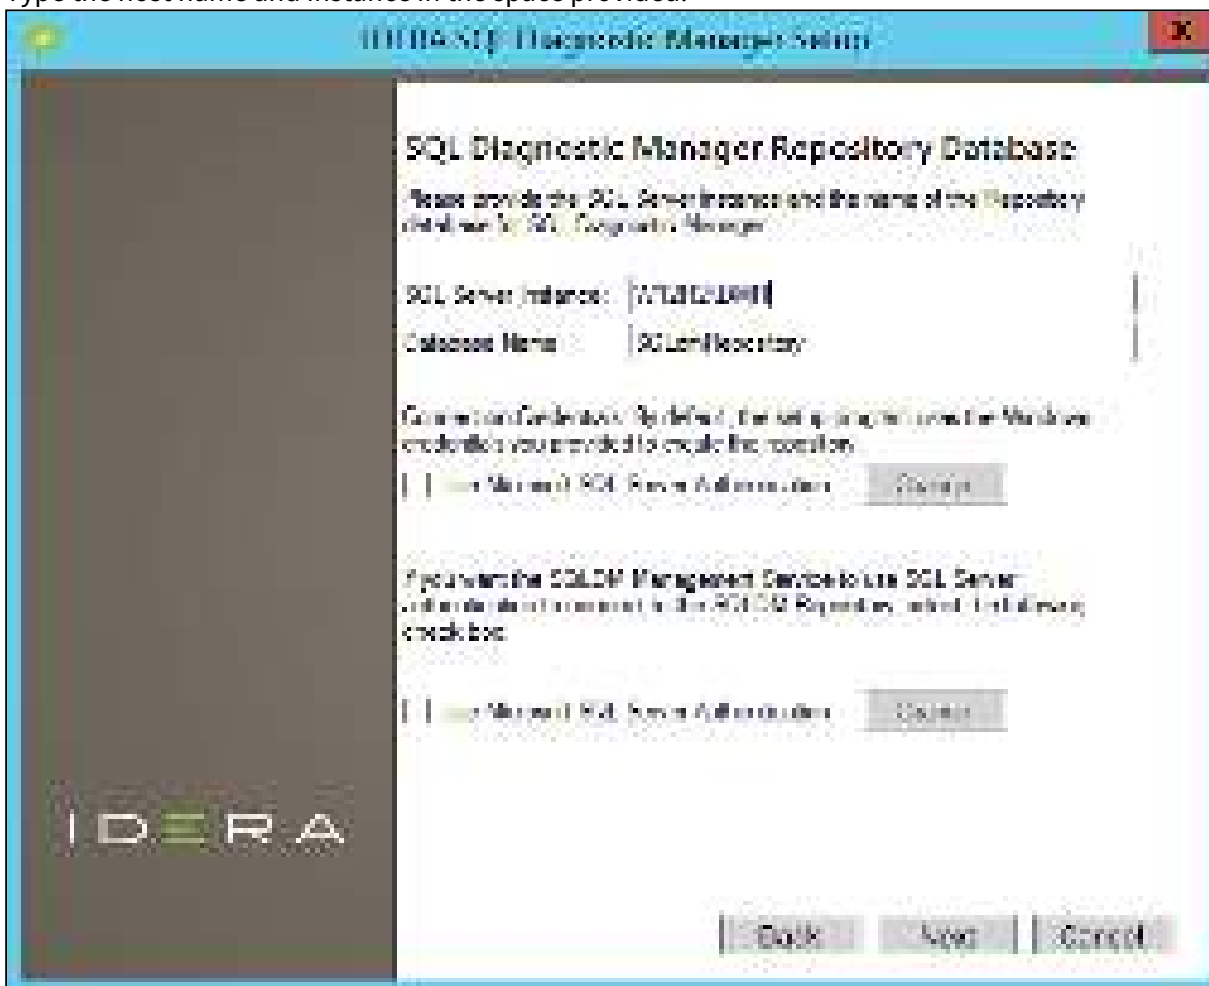 Type the host name and instance in the space provided.
IDERA SQL Diagnostic Manager Setup
x
SQL Diagnostic Manager Repository Database
Please provide the SQL Server instance and the name of the Repository
database for SQL Diagnostic Manager
SQL Server Instance:
Database Name
SQLdmRepository
Connection Credentials. By default, the setup program uses the Windows
credentials you provided to create the repository
Use Microsoft SQL Server Authentication
If you want the SQLDM Management Service to use SQL Server
authentication to connect to the SQLDM Repository, select the following
check box
Use Microsoft SQL Server Authentication
IDERA
Back Next Cancel